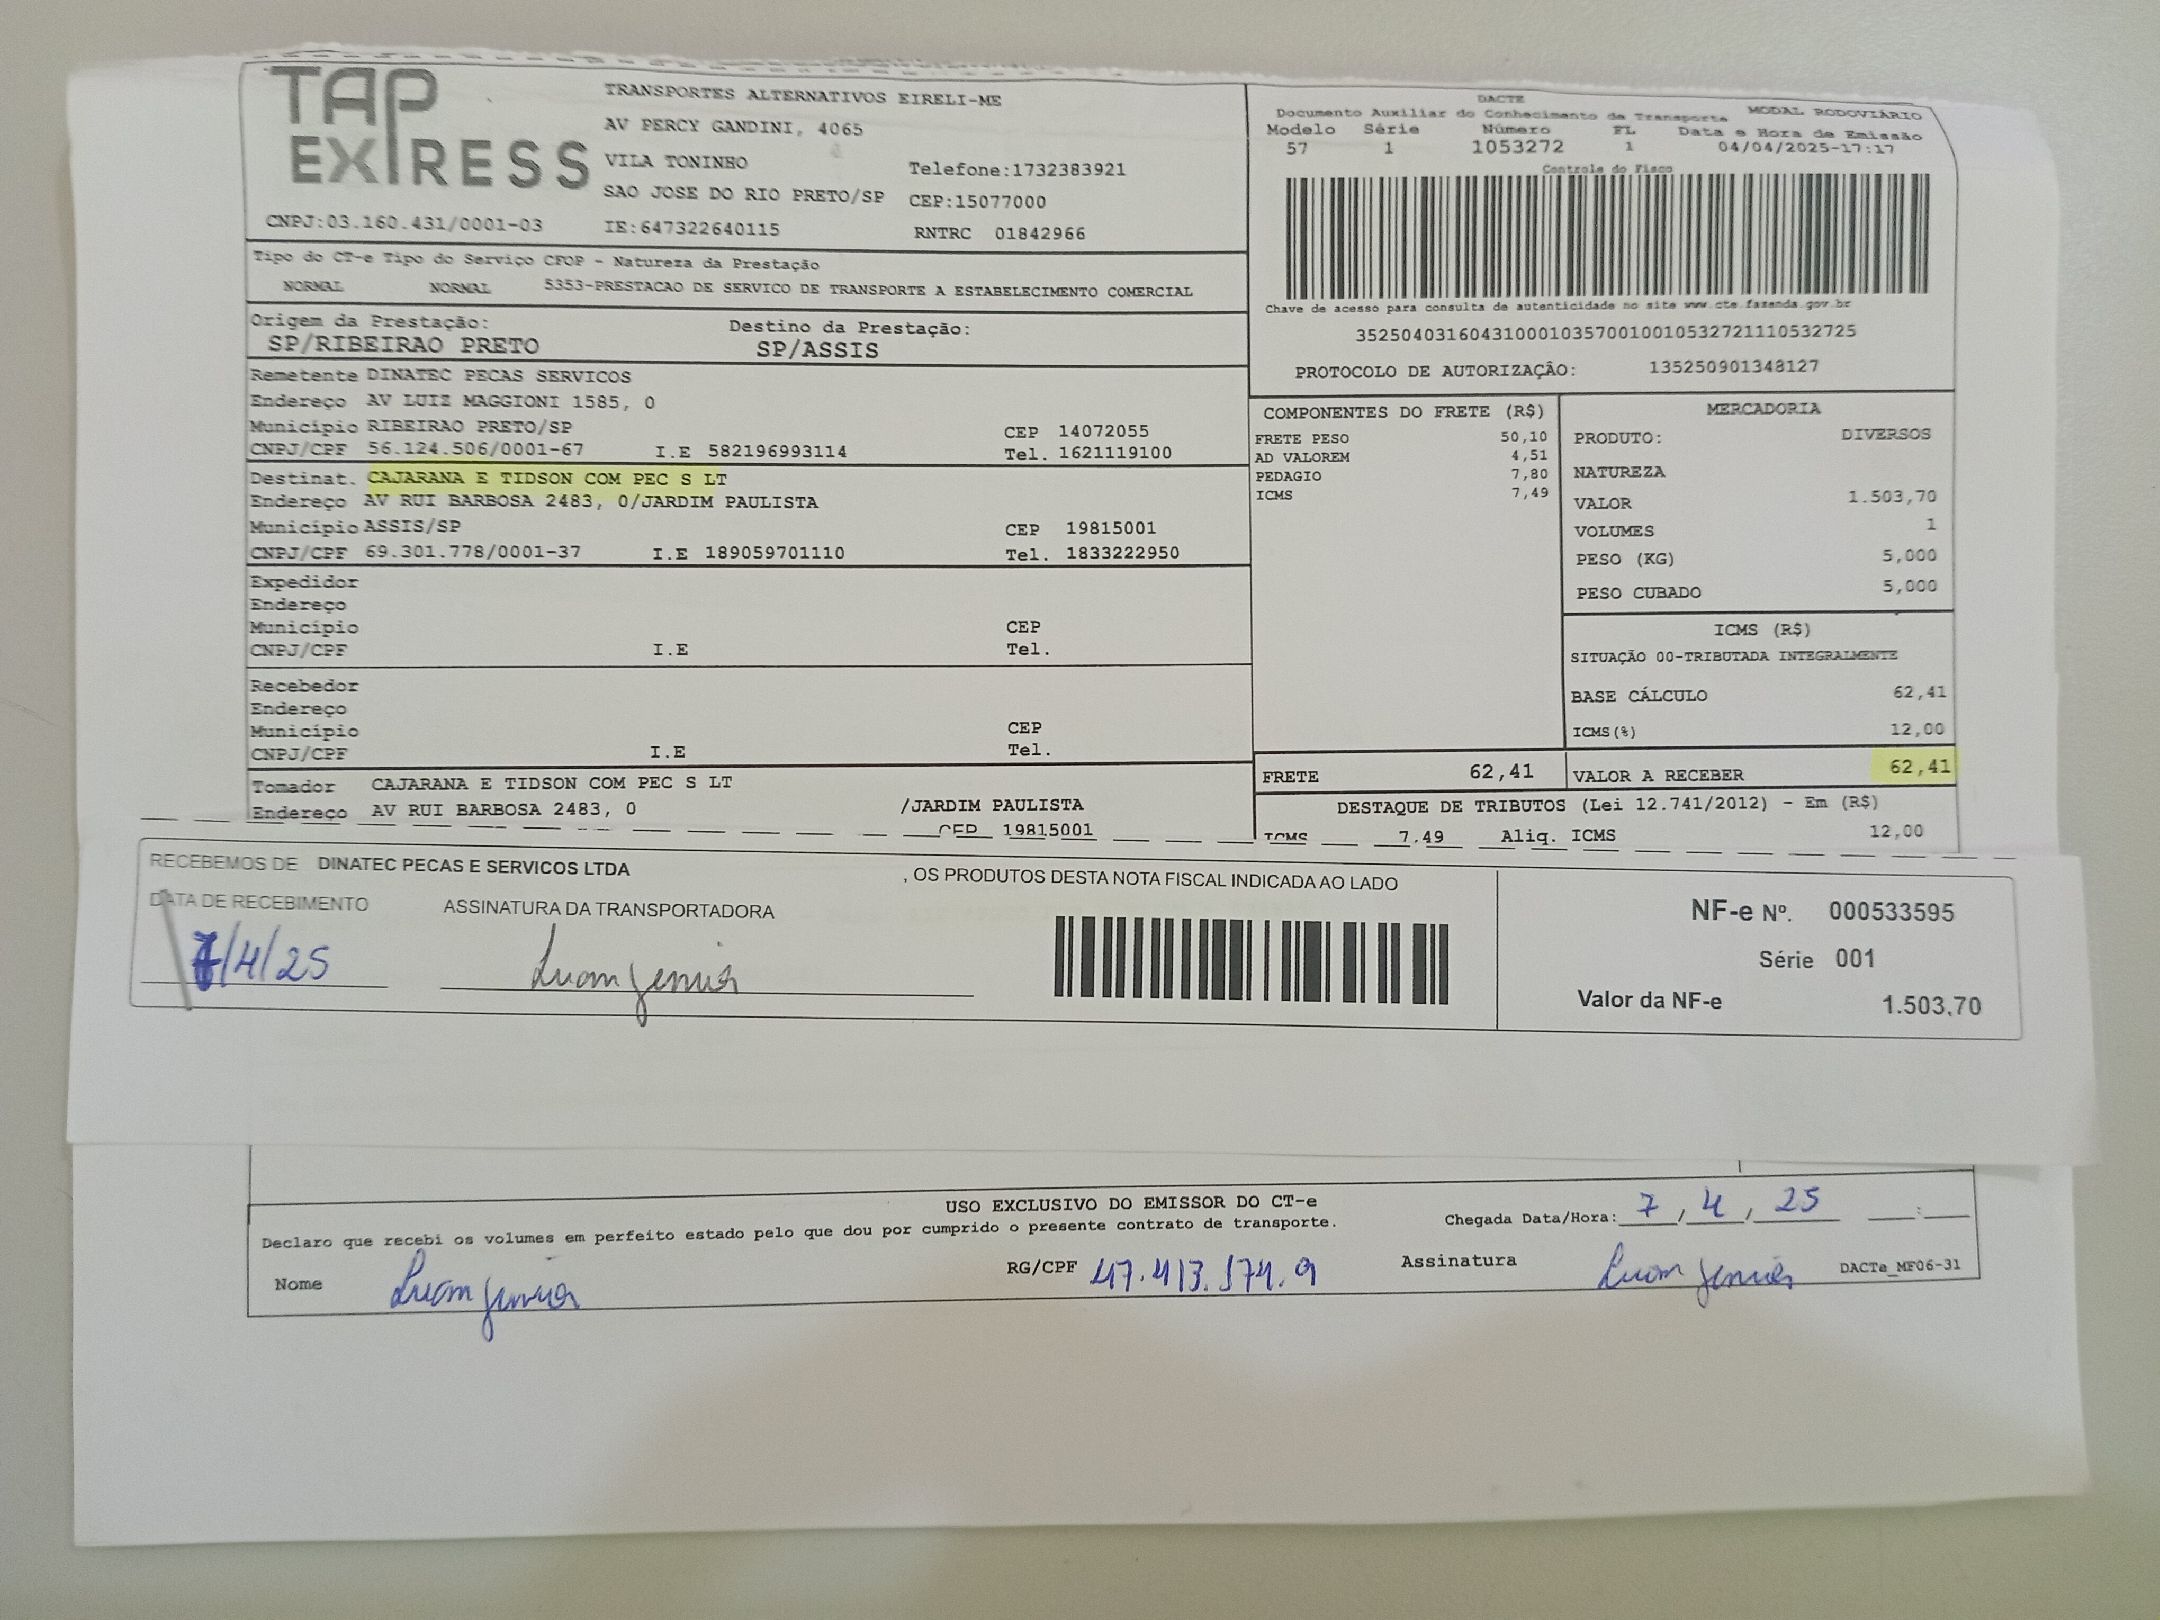 TAP EXPRESS
TRANSPORTES ALTERNATIVOS EIRELI-ME
AV PERCY GANDINI, 4065
VILA TONINHO Telefone:1732383921
SAO JOSE DO RIO PRETO/SP CEP:15077000
CNPJ:03.160.431/0001-03 IE:647322640115 RNTRC 01842966
DACTE
Documento Auxiliar do Conhecimento de Transporte MODAL RODOVIÁRIO
Modelo Série Número FL Data e Hora de Emissão
57 1 1053272 1 04/04/2025-17:17
Controle do Fisco
Chave de acesso para consulta de autenticidade no site www.cte.fazenda.gov.br
35250403160431000103570010010532721110532725
PROTOCOLO DE AUTORIZAÇÃO: 135250901348127
Tipo do CT-e Tipo do Serviço CFOP - Natureza da Prestação
NORMAL NORMAL 5353-PRESTACAO DE SERVICO DE TRANSPORTE A ESTABELECIMENTO COMERCIAL
Origem da Prestação: Destino da Prestação:
SP/RIBEIRAO PRETO SP/ASSIS
Remetente DINATEC PECAS SERVICOS
Endereço AV LUIZ MAGGIONI 1585, 0
Município RIBEIRAO PRETO/SP CEP 14072055
CNPJ/CPF 56.124.506/0001-67 I.E 582196993114 Tel. 1621119100
Destinat. CAJARANA E TIDSON COM PEC S LT
Endereço AV RUI BARBOSA 2483, 0/JARDIM PAULISTA
Município ASSIS/SP CEP 19815001
CNPJ/CPF 69.301.778/0001-37 I.E 189059701110 Tel. 1833222950
Expedidor
Endereço
Município CEP
CNPJ/CPF I.E Tel.
Recebedor
Endereço
Município CEP
CNPJ/CPF I.E Tel.
Tomador CAJARANA E TIDSON COM PEC S LT
Endereço AV RUI BARBOSA 2483, 0 /JARDIM PAULISTA
CEP 19815001
COMPONENTES DO FRETE (R$)
FRETE PESO 50,10
AD VALOREM 4,51
PEDAGIO 7,80
ICMS 7,49
FRETE 62,41
MERCADORIA
PRODUTO: DIVERSOS
NATUREZA
VALOR 1.503,70
VOLUMES 1
PESO (KG) 5,000
PESO CUBADO 5,000
ICMS (R$)
SITUAÇÃO 00-TRIBUTADA INTEGRALMENTE
BASE CÁLCULO 62,41
ICMS(%) 12,00
VALOR A RECEBER 62,41
DESTAQUE DE TRIBUTOS (Lei 12.741/2012) - Em (R$)
ICMS 7,49 Aliq. ICMS 12,00
RECEBEMOS DE DINATEC PECAS E SERVICOS LTDA , OS PRODUTOS DESTA NOTA FISCAL INDICADA AO LADO
DATA DE RECEBIMENTO ASSINATURA DA TRANSPORTADORA
7/4/25
NF-e Nº. 000533595
Série 001
Valor da NF-e 1.503,70
USO EXCLUSIVO DO EMISSOR DO CT-e
Declaro que recebi os volumes em perfeito estado pelo que dou por cumprido o presente contrato de transporte.
Chegada Data/Hora: 7/4/25 :
Nome RG/CPF 47.413.574.9 Assinatura DACTe_MF06-31